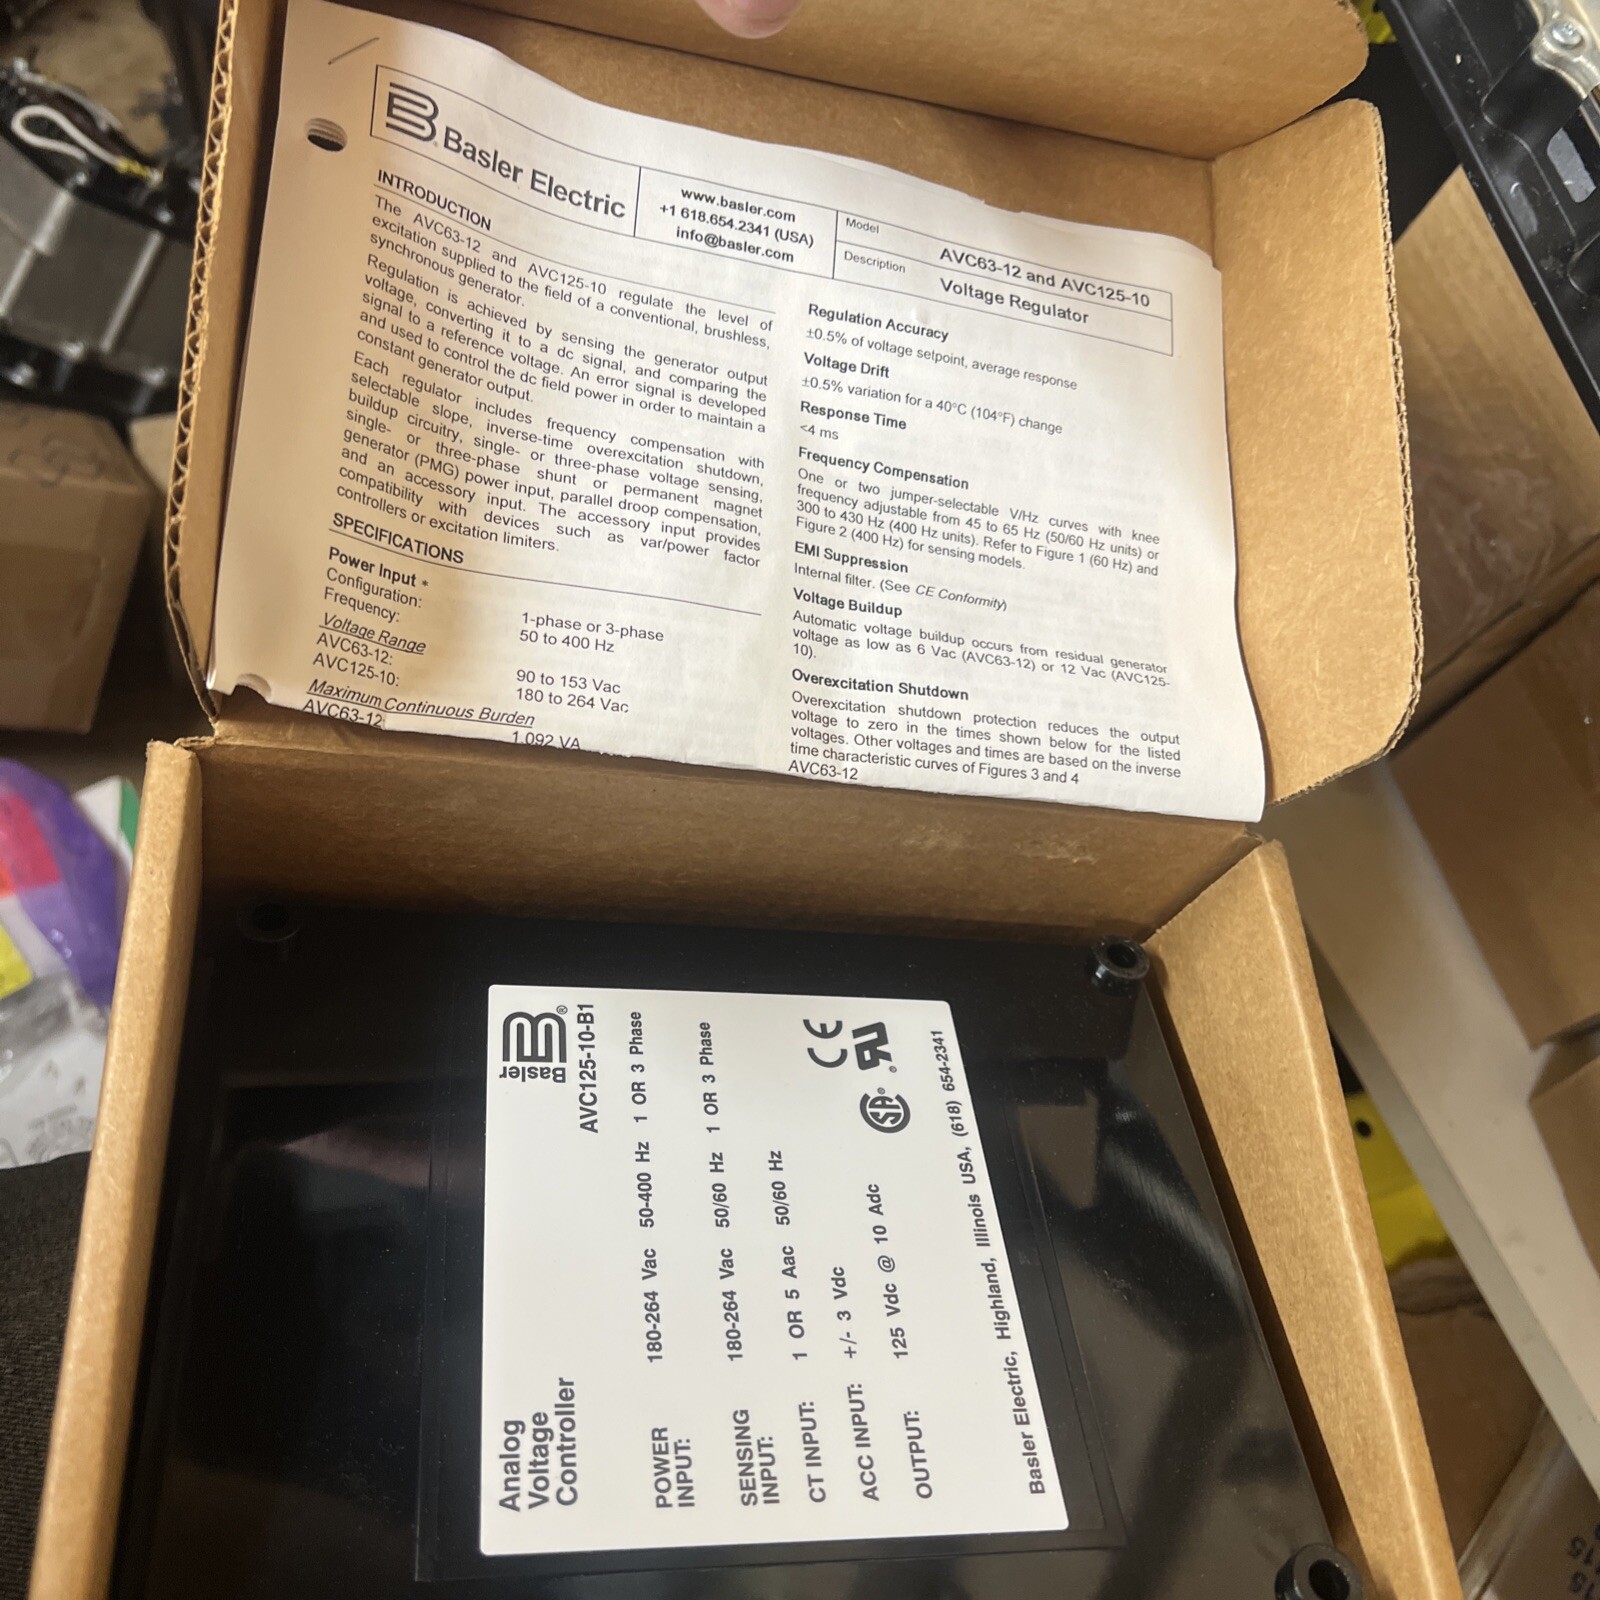 Basler Electric
www.basler.com
+1 618.654.2341 (USA)
info@basler.com
Model
AVC63-12 and AVC125-10
Description
Voltage Regulator
INTRODUCTION
The AVC63-12 and AVC125-10 regulate the level of
excitation supplied to the field of a conventional, brushless,
synchronous generator.
Regulation is achieved by sensing the generator output
voltage, converting it to a dc signal, and comparing the
signal to a reference voltage. An error signal is developed
and used to control the dc field power in order to maintain a
constant generator output.
Each regulator includes frequency compensation with
selectable slope, inverse-time overexcitation shutdown,
buildup circuitry, single- or three-phase voltage sensing,
single- or three-phase shunt or permanent magnet
generator (PMG) power input, parallel droop compensation,
and an accessory input. The accessory input provides
compatibility with devices such as var/power factor
controllers or excitation limiters.
SPECIFICATIONS
Power Input *
Configuration: 1-phase or 3-phase
Frequency: 50 to 400 Hz
Voltage Range
AVC63-12: 90 to 153 Vac
AVC125-10: 180 to 264 Vac
Maximum Continuous Burden
AVC63-12: 1,092 VA
Regulation Accuracy
±0.5% of voltage setpoint, average response
Voltage Drift
±0.5% variation for a 40°C (104°F) change
Response Time
<4 ms
Frequency Compensation
One or two jumper-selectable V/Hz curves with knee
frequency adjustable from 45 to 65 Hz (50/60 Hz units) or
300 to 430 Hz (400 Hz units). Refer to Figure 1 (60 Hz) and
Figure 2 (400 Hz) for sensing models.
EMI Suppression
Internal filter. (See CE Conformity)
Voltage Buildup
Automatic voltage buildup occurs from residual generator
voltage as low as 6 Vac (AVC63-12) or 12 Vac (AVC125-
10).
Overexcitation Shutdown
Overexcitation shutdown protection reduces the output
voltage to zero in the times shown below for the listed
voltages. Other voltages and times are based on the inverse
time characteristic curves of Figures 3 and 4
AVC63-12
Analog
Voltage
Controller
Basler ®
AVC125-10-B1
POWER INPUT: 180-264 Vac 50-400 Hz 1 OR 3 Phase
SENSING INPUT: 180-264 Vac 50/60 Hz 1 OR 3 Phase
CT INPUT: 1 OR 5 Aac 50/60 Hz
ACC INPUT: +/- 3 Vdc
OUTPUT: 125 Vdc @ 10 Adc
CE
SA®
Basler Electric, Highland, Illinois USA, (618) 654-2341